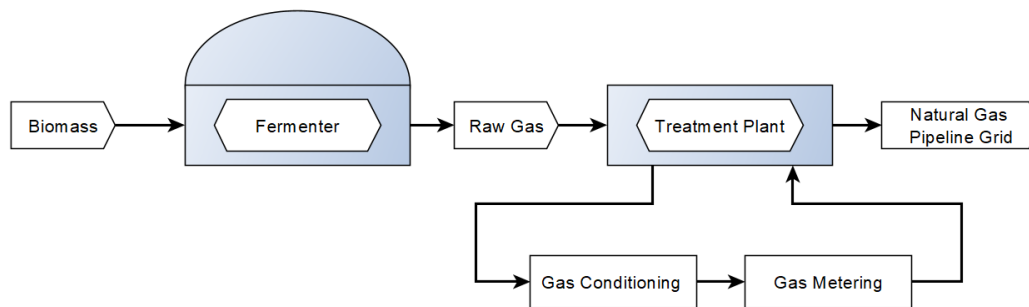 Biomass
Fermenter
Raw Gas
Treatment Plant
Natural Gas
Pipeline Grid
Gas Conditioning
Gas Metering